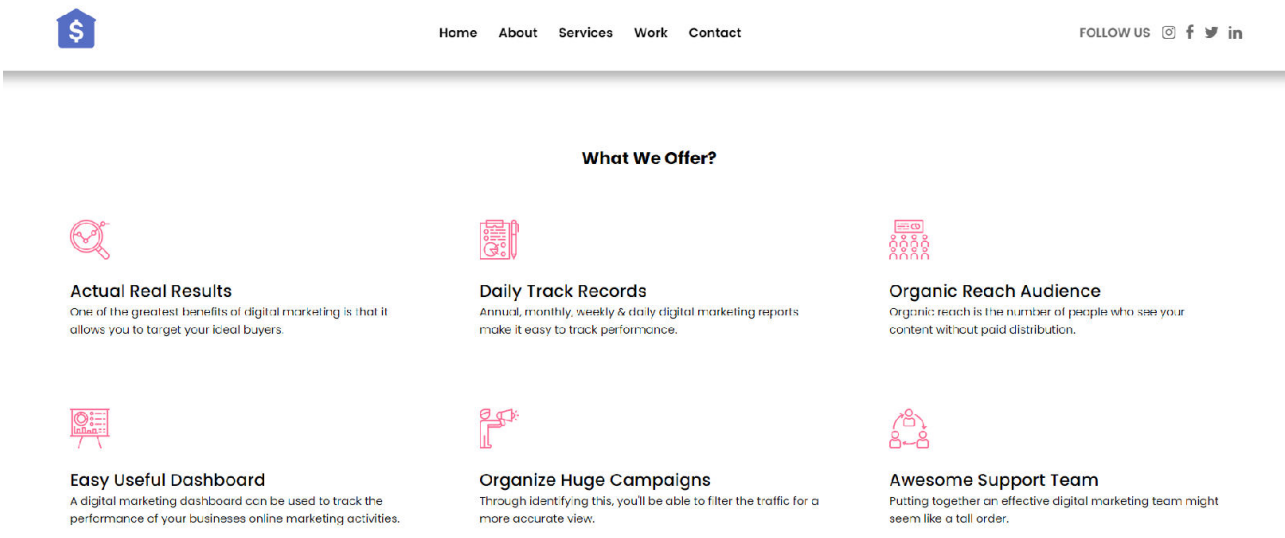 $
Home About Services Work Contact
FOLLOW US
What We Offer?
Actual Real Results
One of the greatest benefits of digital marketing is that it
allows you to target your ideal buyers.
Daily Track Records
Annual, monthly, weekly & daily digital marketing reports
make it easy to track performance.
Organic Reach Audience
Organic reach is the number of people who see your
content without paid distribution.
Easy Useful Dashboard
A digital marketing dashboard can be used to track the
performance of your busineses online marketing activities.
Organize Huge Campaigns
Through identifying this, you'll be able to filter the traffic for a
more accurate view.
Awesome Support Team
Putting together an effective digital marketing team might
seem like a tall order.